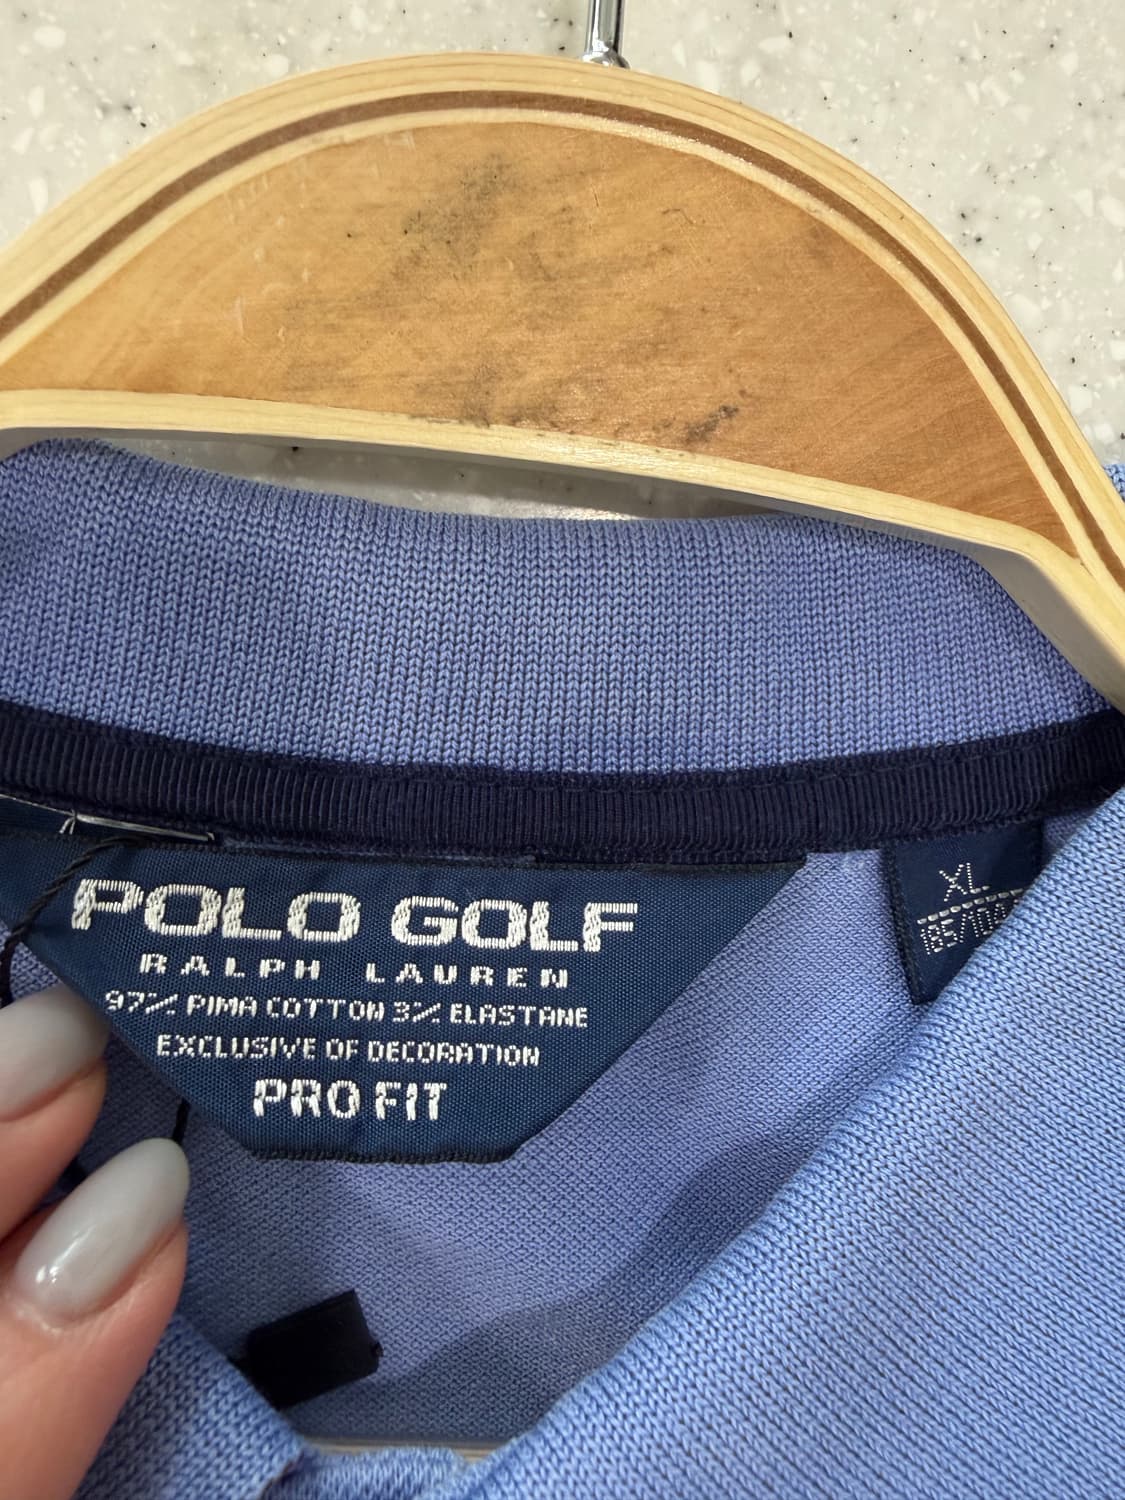 POLO GOLF
RALPH LAUREN
97% PIMA COTTON 3% ELASTANE
EXCLUSIVE OF DECORATION
PRO FIT
XL